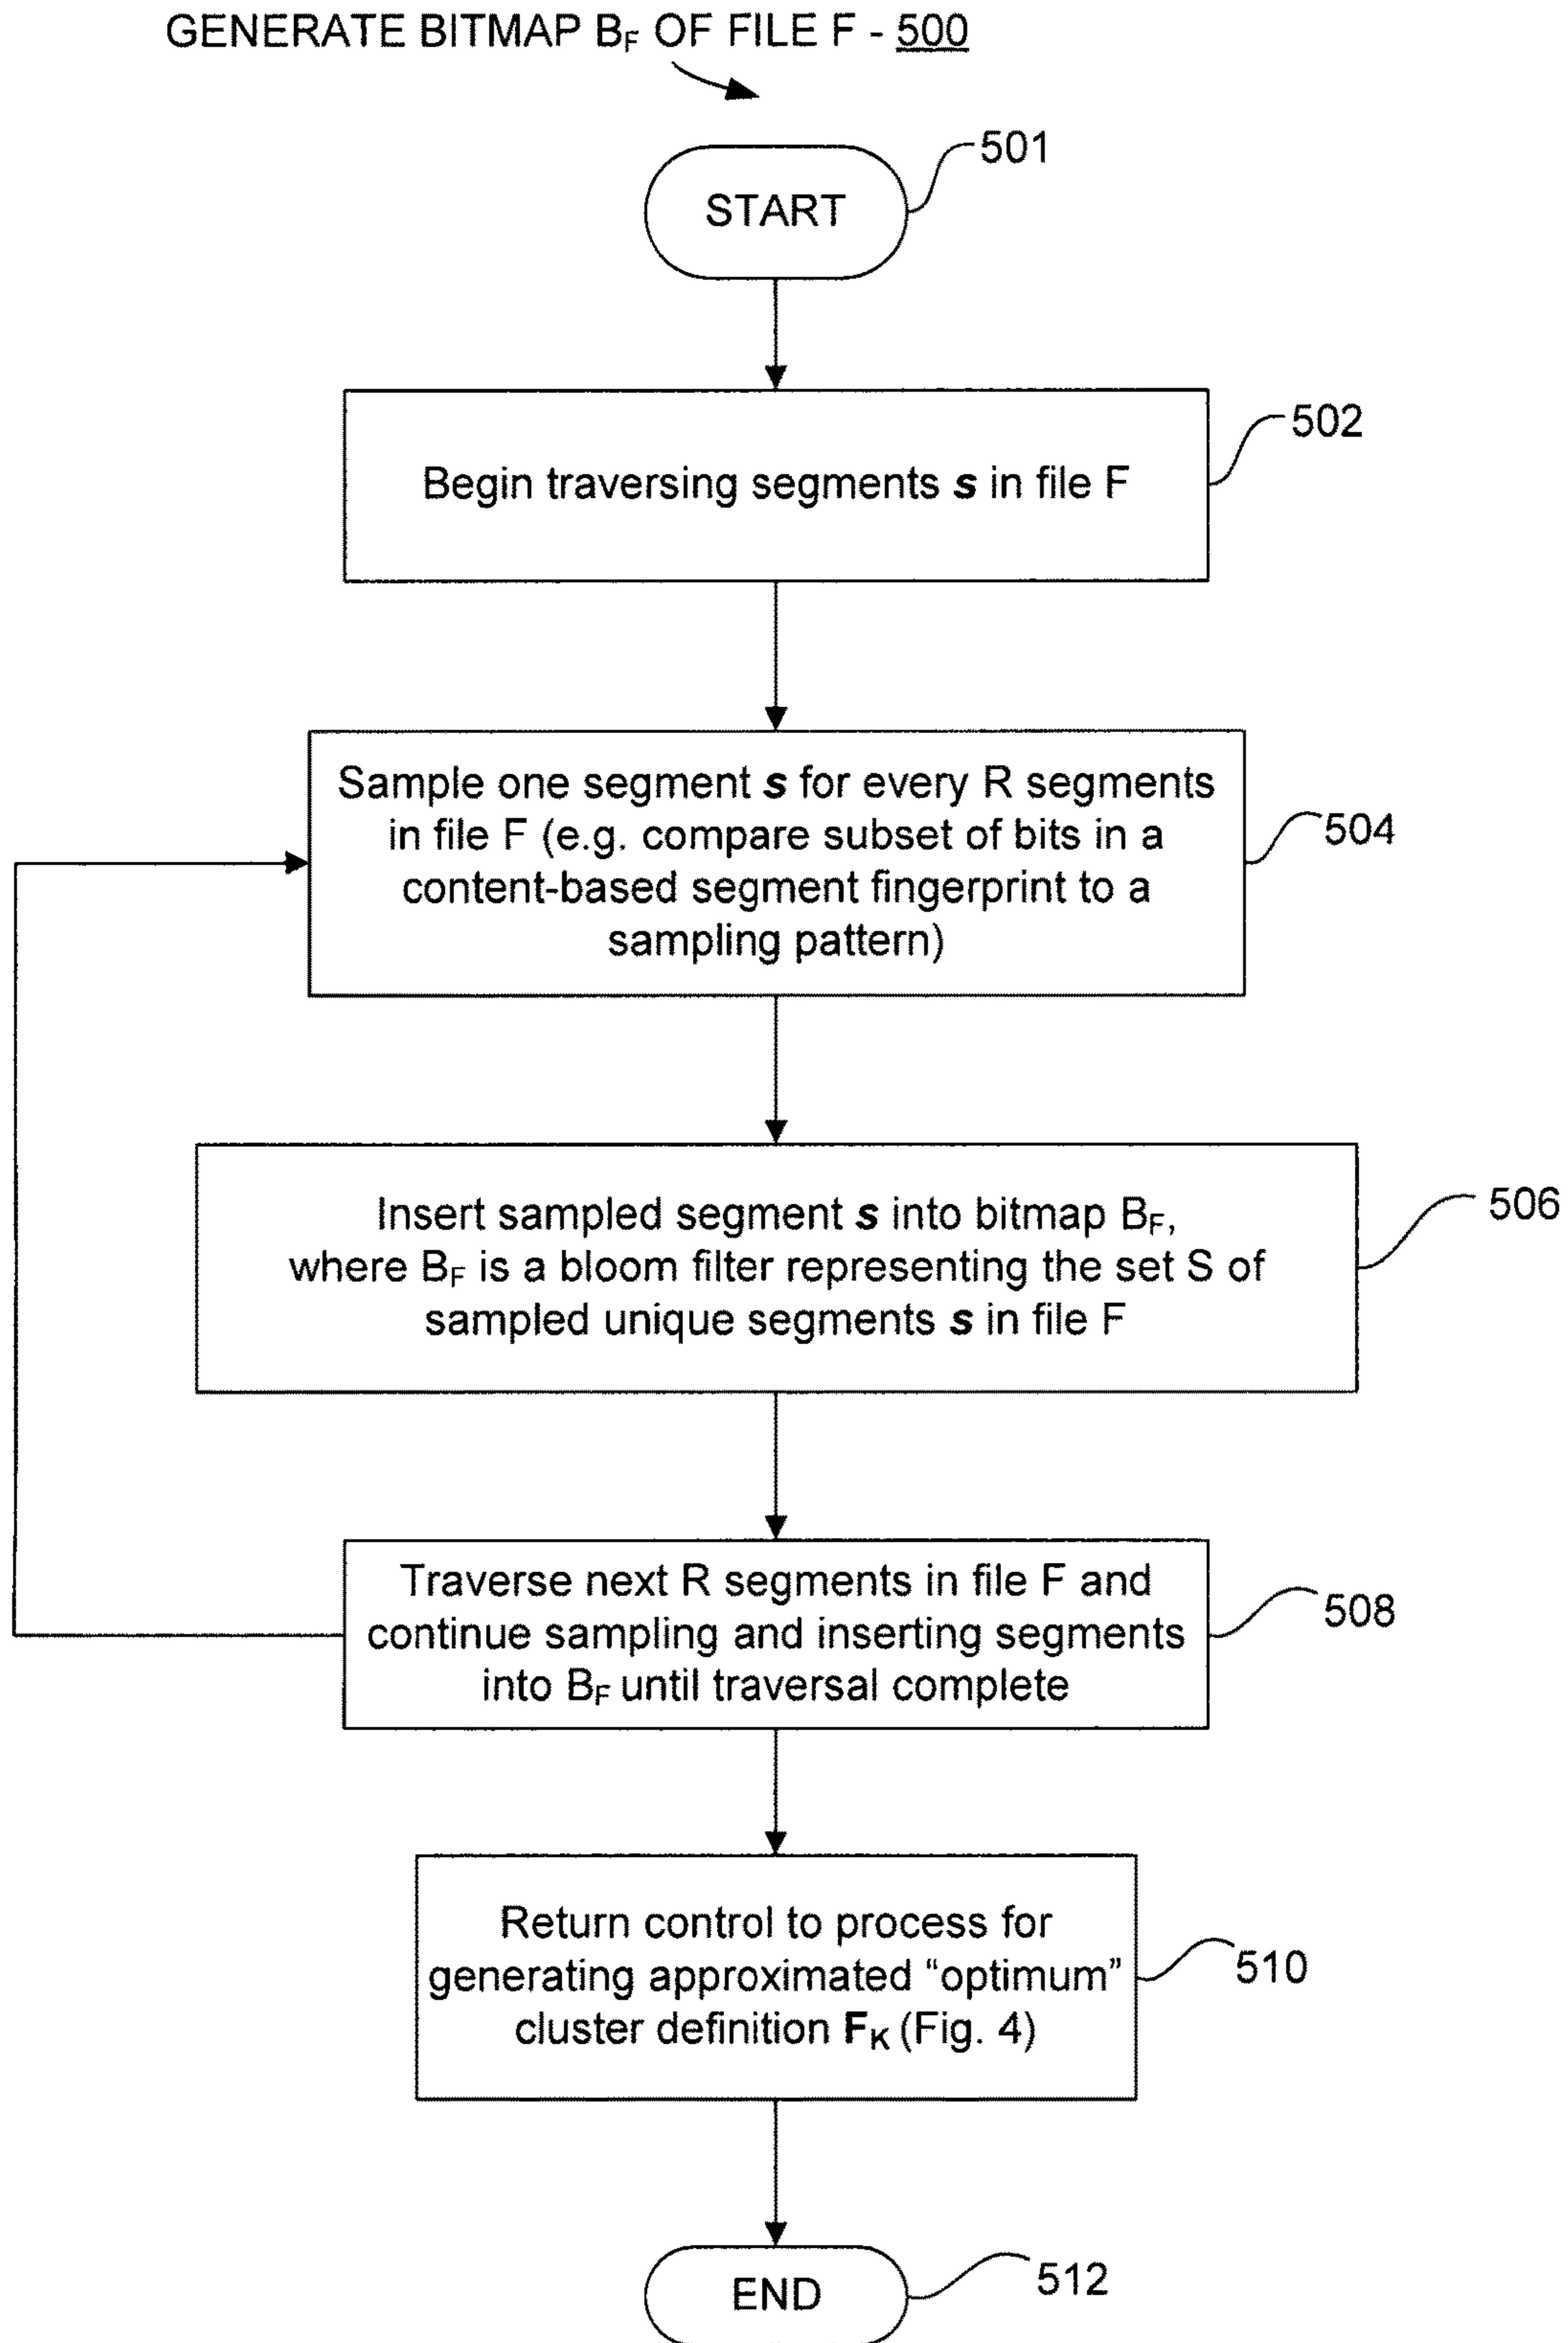 GENERATE BITMAP BF OF FILE F - 500
501
START
502
Begin traversing segments s in file F
Sample one segment s for every R segments
in file F (e.g. compare subset of bits in a
content-based segment fingerprint to a
sampling pattern)
504
Insert sampled segment s into bitmap BF,
where BF is a bloom filter representing the set S of
sampled unique segments s in file F
506
Traverse next R segments in file F and
continue sampling and inserting segments
into BF until traversal complete
508
Return control to process for
generating approximated “optimum”
cluster definition FK (Fig. 4)
510
END
512